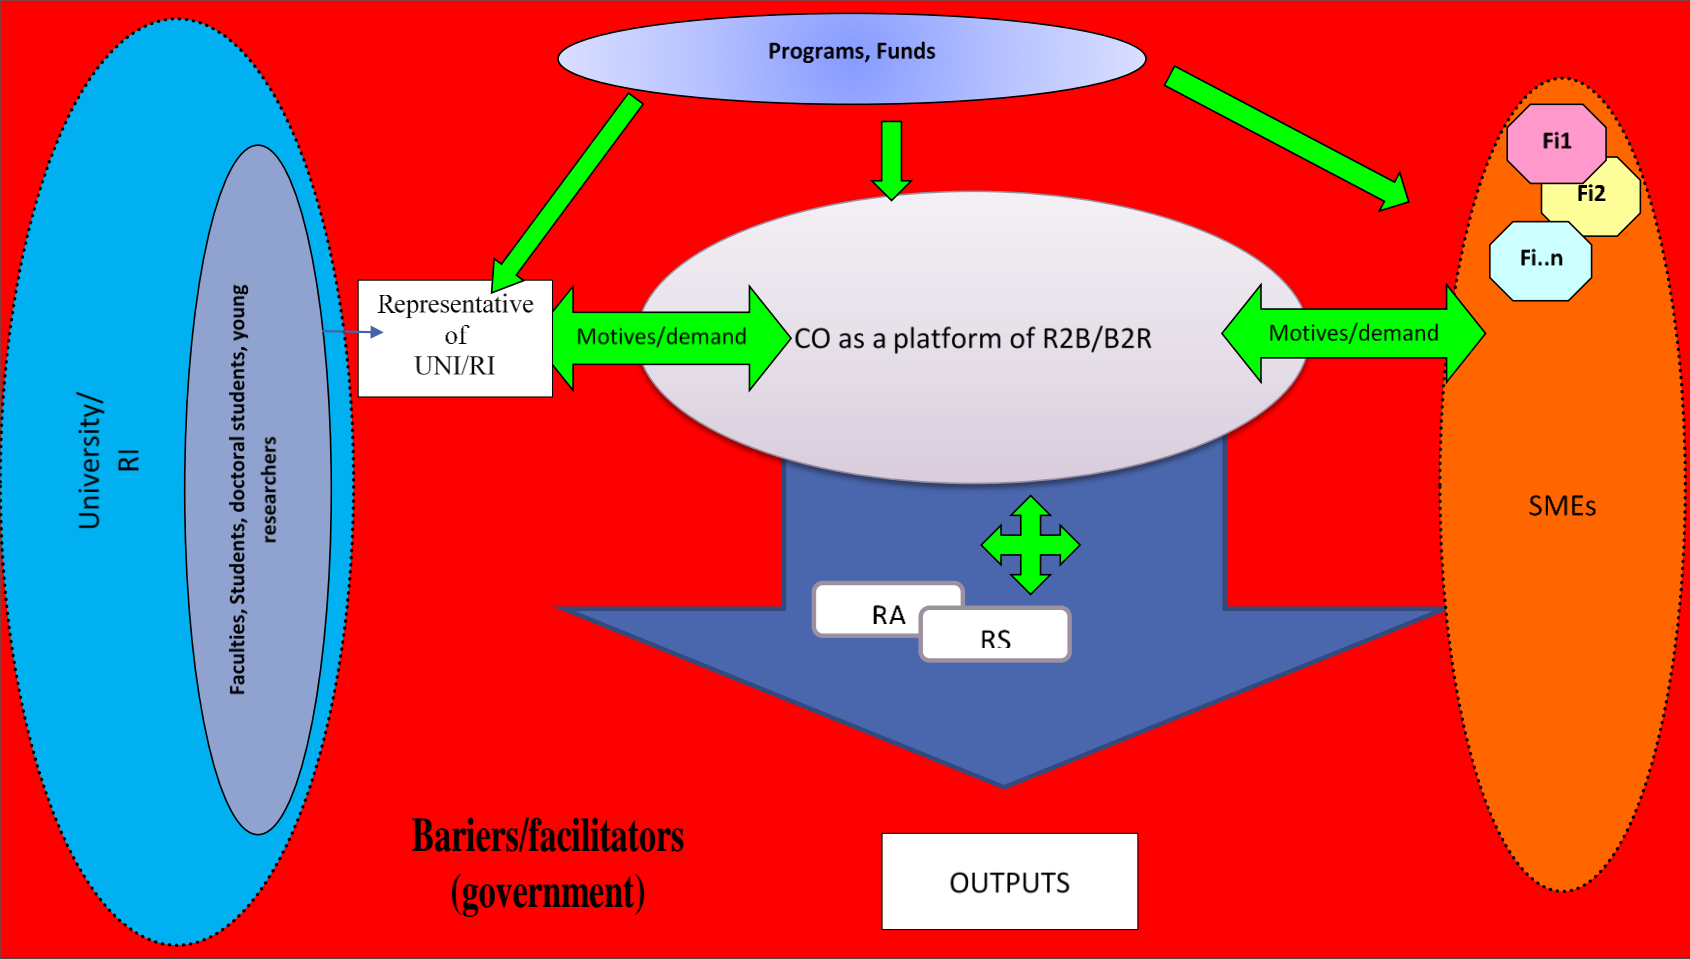 Programs, Funds
Fi1
Fi2
Fi..n
Representative
of
UNI/RI
Motives/demand
CO as a platform of R2B/B2R
Motives/demand
University/
RI
Faculties, Students, doctoral students, young
researchers
SMEs
RA
RS
Bariers/facilitators
(government)
OUTPUTS